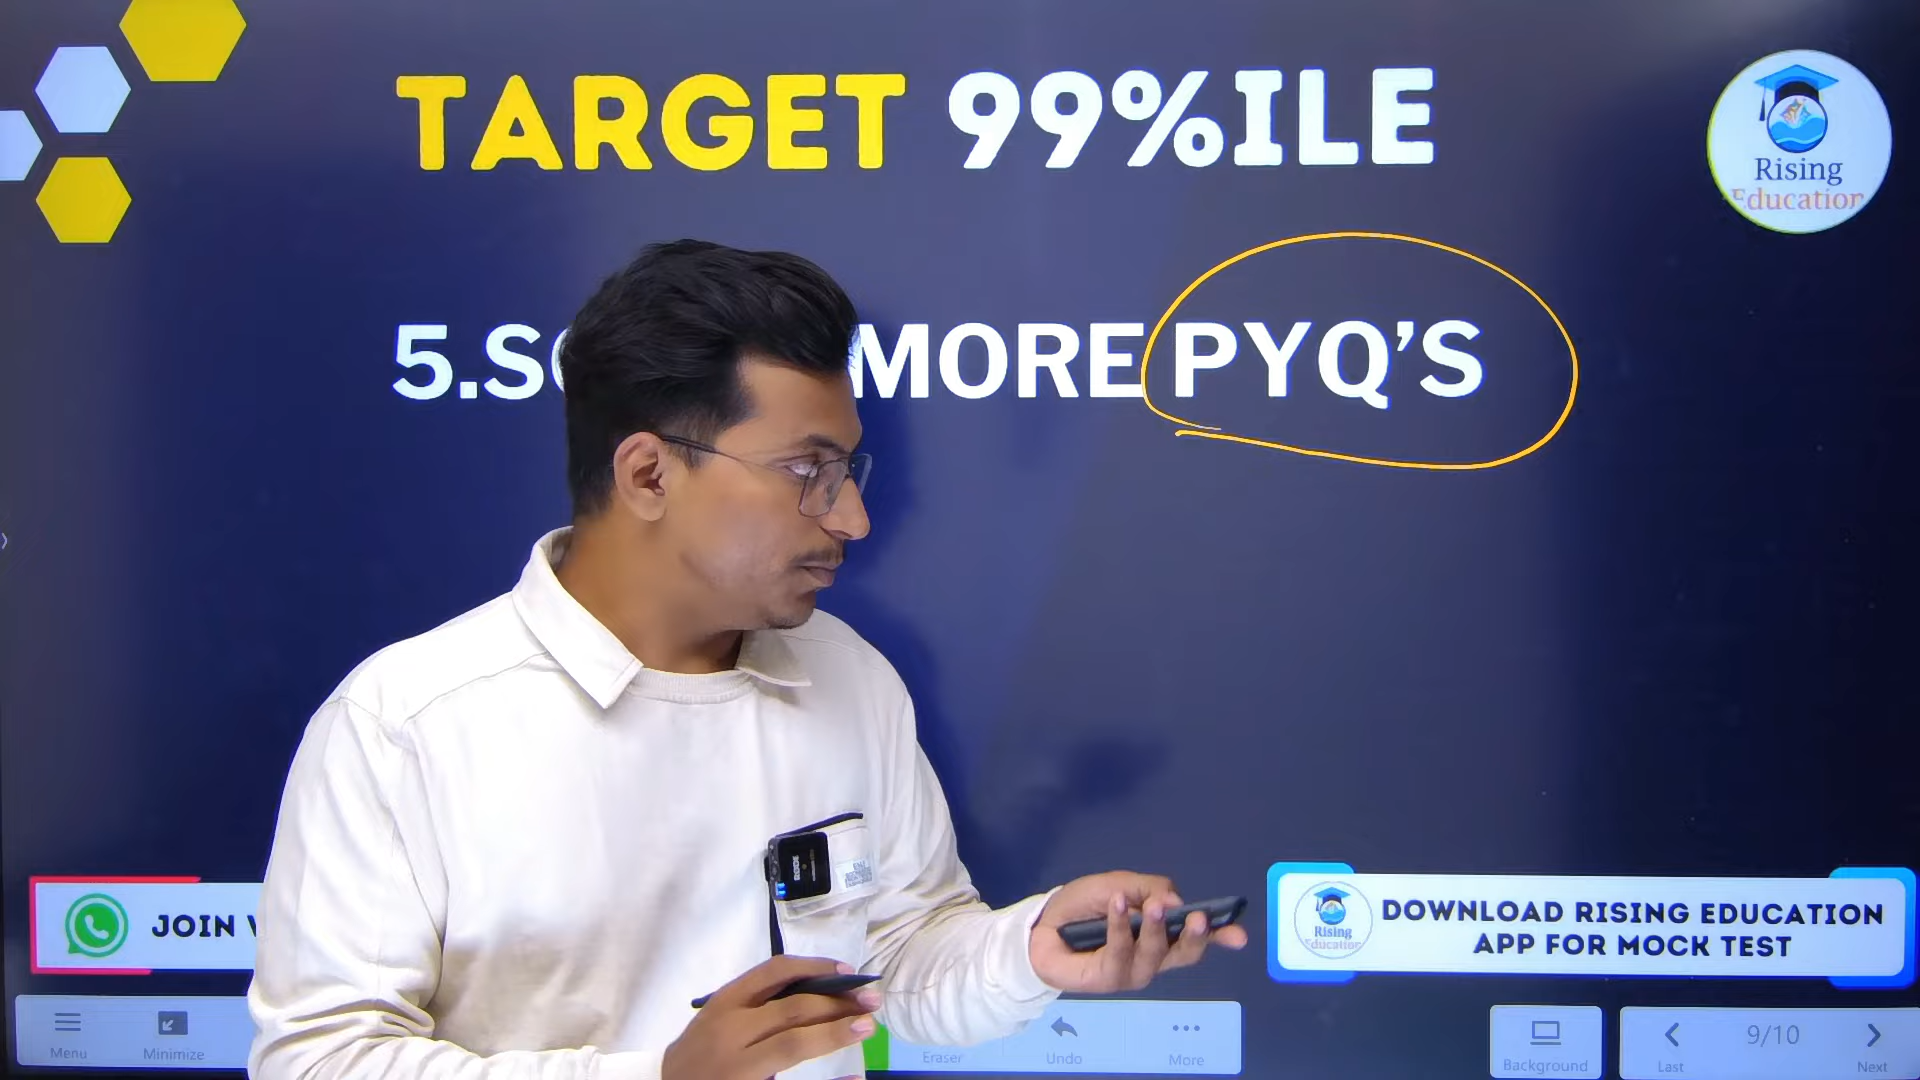 TARGET 99%ILE
Rising
Education
5.S MORE PYQ'S
RODE
JOIN
Rising
Education
DOWNLOAD RISING EDUCATION
APP FOR MOCK TEST
Menu
Minimize
Eraser
Undo
More
Background
Last
9/10
Next